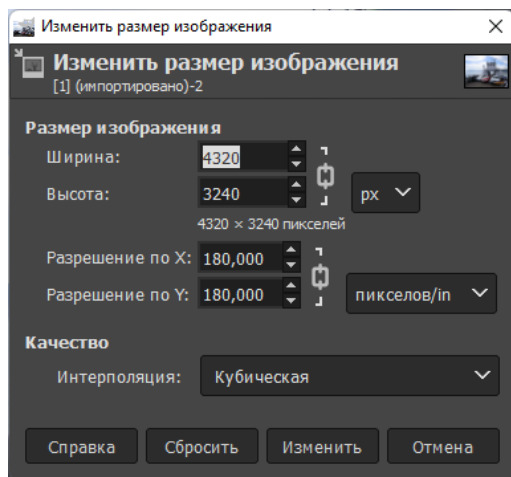 Изменить размер изображения
Изменить размер изображения
[1] (импортировано)-2
Размер изображения
Ширина: 4320
Высота: 3240 px
4320 × 3240 пикселей
Разрешение по X: 180,000
Разрешение по Y: 180,000 пикселов/in
Качество
Интерполяция: Кубическая
Справка Сбросить Изменить Отмена